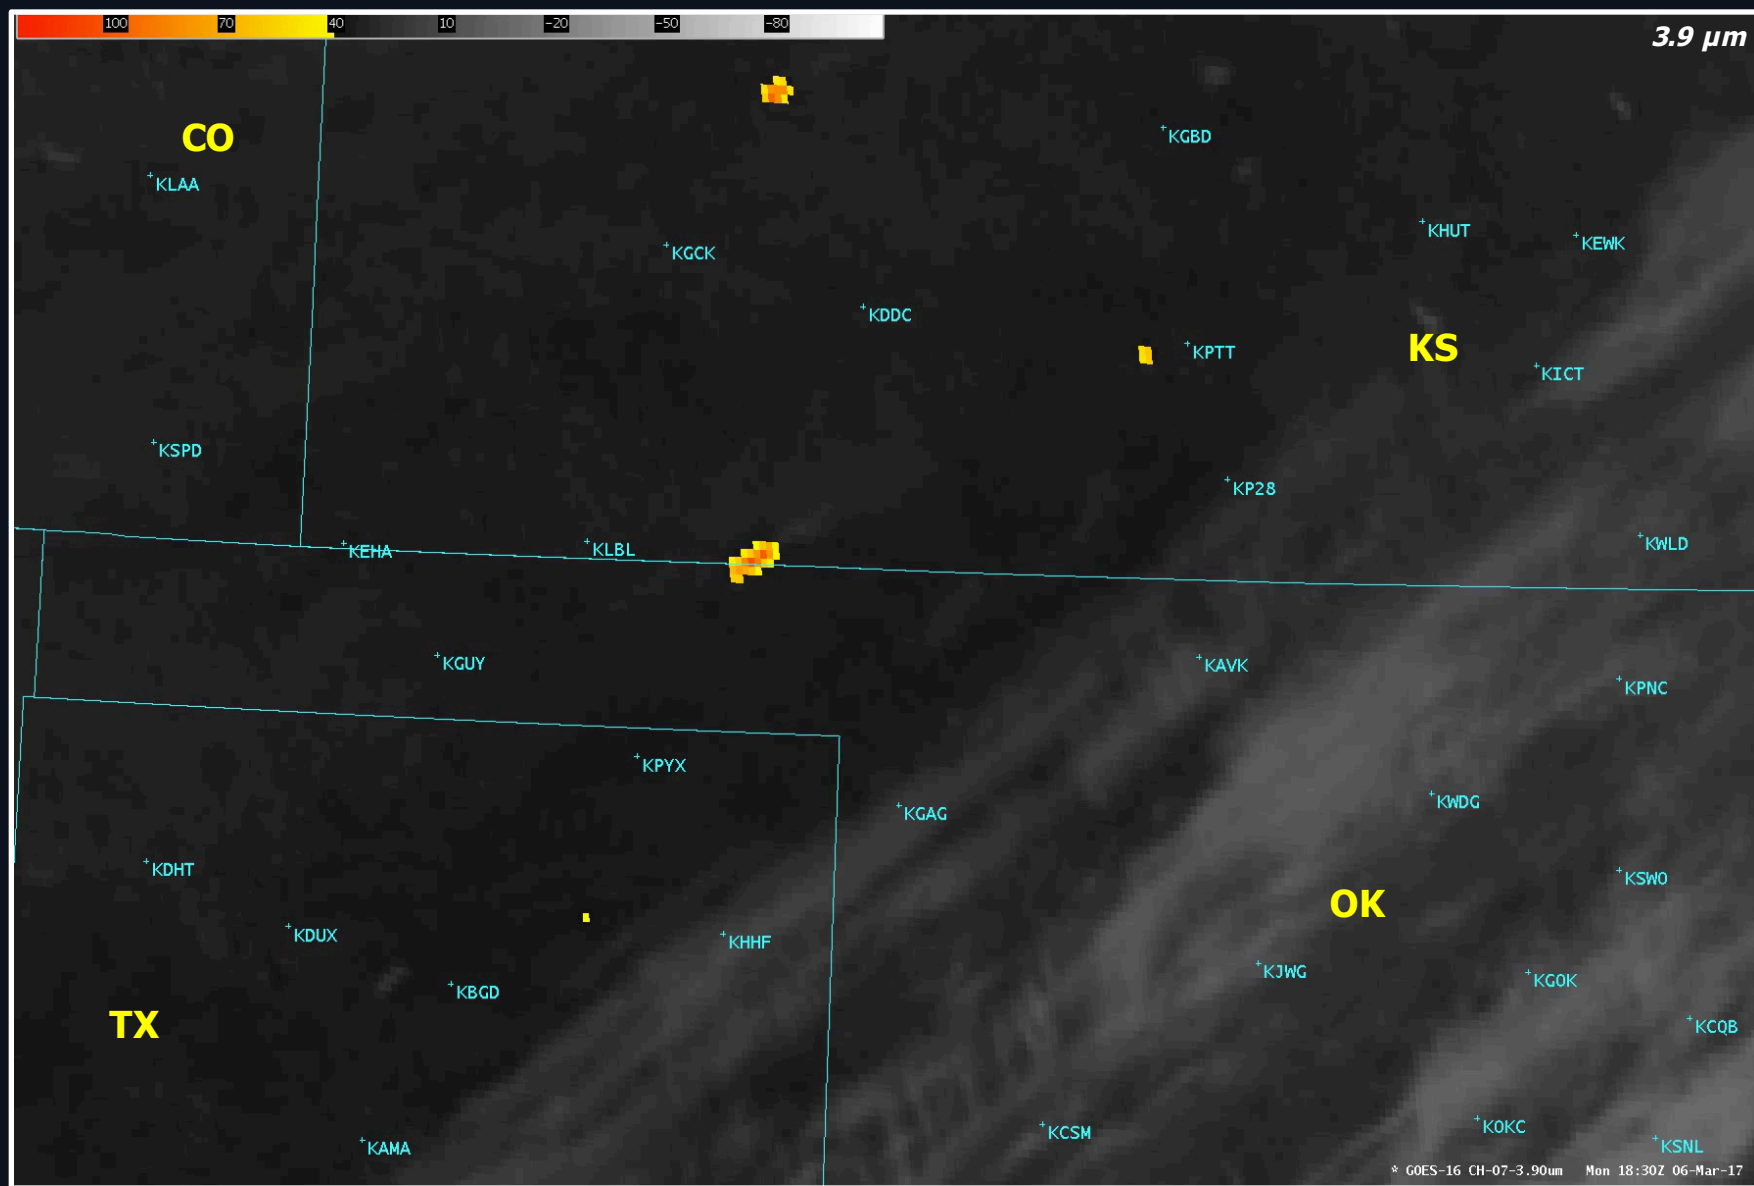 100 70 40 10 -20 -50 -80
3.9 µm
CO
KGBD
KLAA
KHUT
KEWK
KGCK
KDDC
KPTT
KS
KICT
KSPD
KP28
KEHA
KLBL
KWLD
KGUY
KAVK
KPNC
KPYX
KGAG
KWDG
KDHT
KSWO
OK
KDUX
KHHF
KJWG
KGOK
KBGD
TX
KCQB
KOKC
KCSM
KAMA
KSNL
* GOES-16 CH-07-3.90um Mon 18:30Z 06-Mar-17